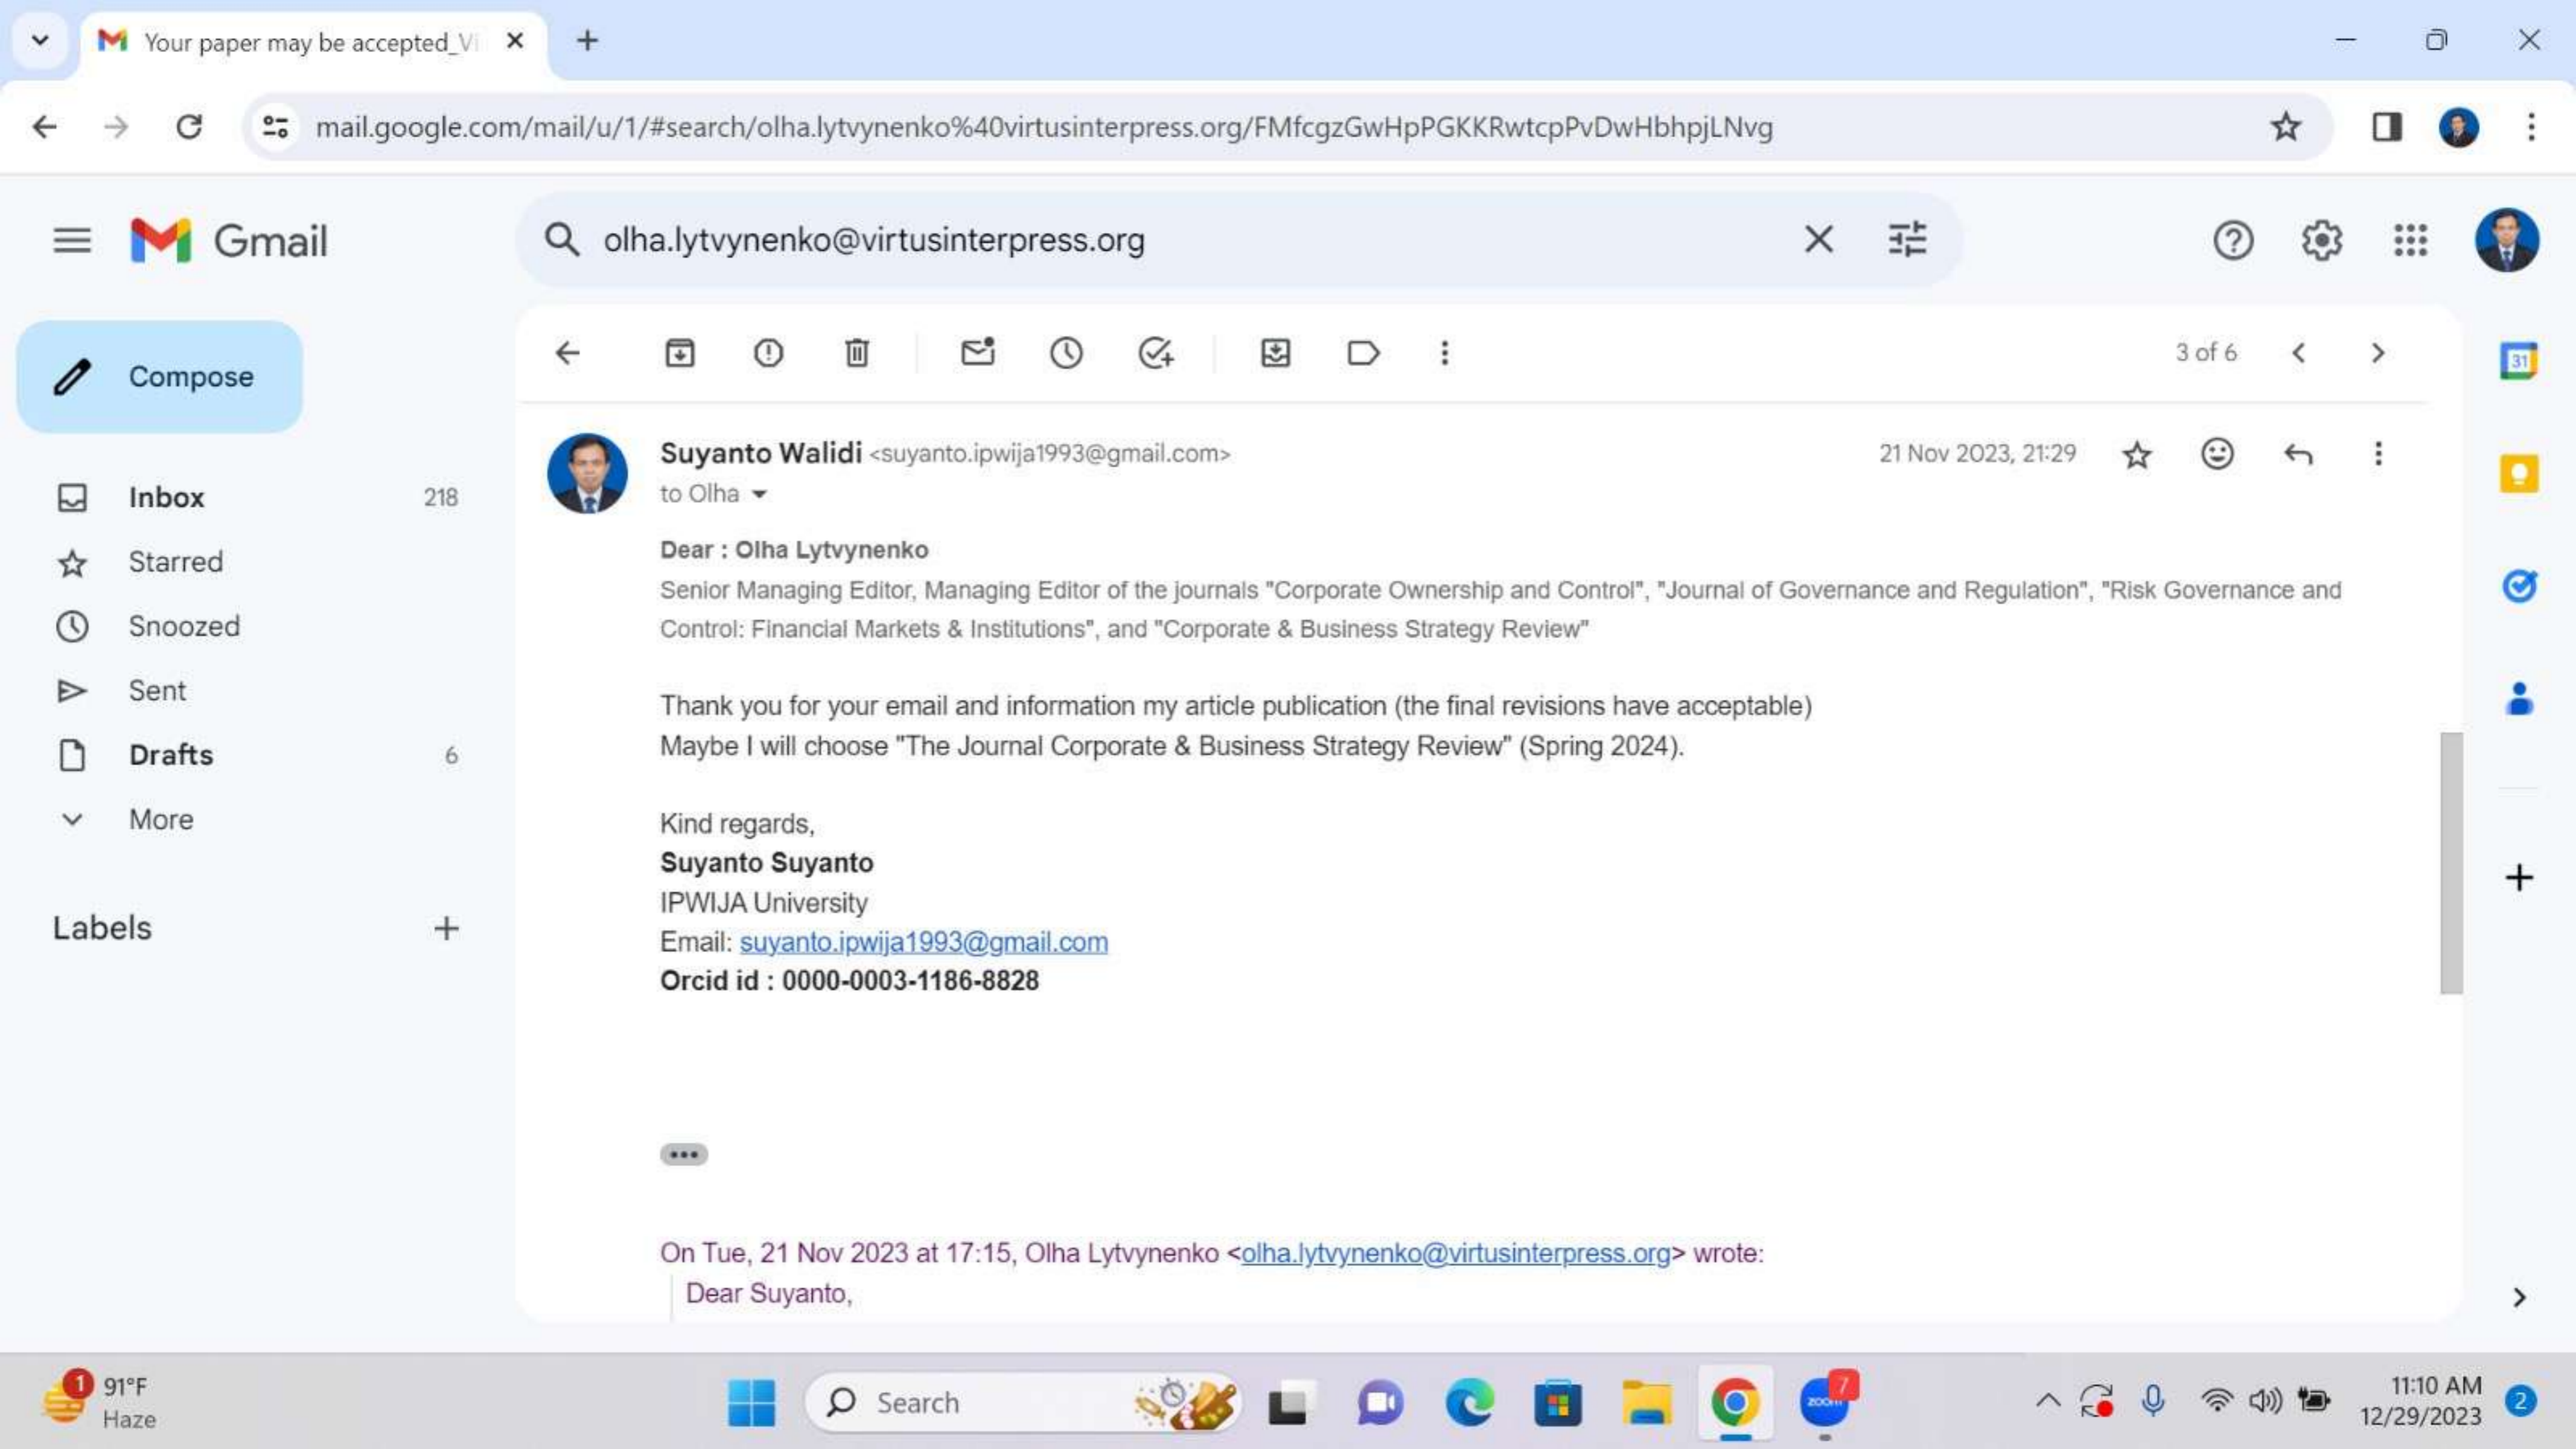 Your paper may be accepted_Vi
mail.google.com/mail/u/1/#search/olha.lytvynenko%40virtusinterpress.org/FMfcgzGwHpPGKKRwtcpPvDwHbhpjLNvg
Gmail
olha.lytvynenko@virtusinterpress.org
Compose
3 of 6
31
Suyanto Walidi <suyanto.ipwija1993@gmail.com>
21 Nov 2023, 21:29
to Olha
Inbox 218
Starred
Snoozed
Sent
Drafts 6
More
Labels
Dear : Olha Lytvynenko
Senior Managing Editor, Managing Editor of the journals "Corporate Ownership and Control", "Journal of Governance and Regulation", "Risk Governance and
Control: Financial Markets & Institutions", and "Corporate & Business Strategy Review"
Thank you for your email and information my article publication (the final revisions have acceptable)
Maybe I will choose "The Journal Corporate & Business Strategy Review" (Spring 2024).
Kind regards,
Suyanto Suyanto
IPWIJA University
Email: suyanto.ipwija1993@gmail.com
Orcid id : 0000-0003-1186-8828
On Tue, 21 Nov 2023 at 17:15, Olha Lytvynenko <olha.lytvynenko@virtusinterpress.org> wrote:
Dear Suyanto,
1
91°F
Haze
Search
zoom
7
11:10 AM
12/29/2023
2